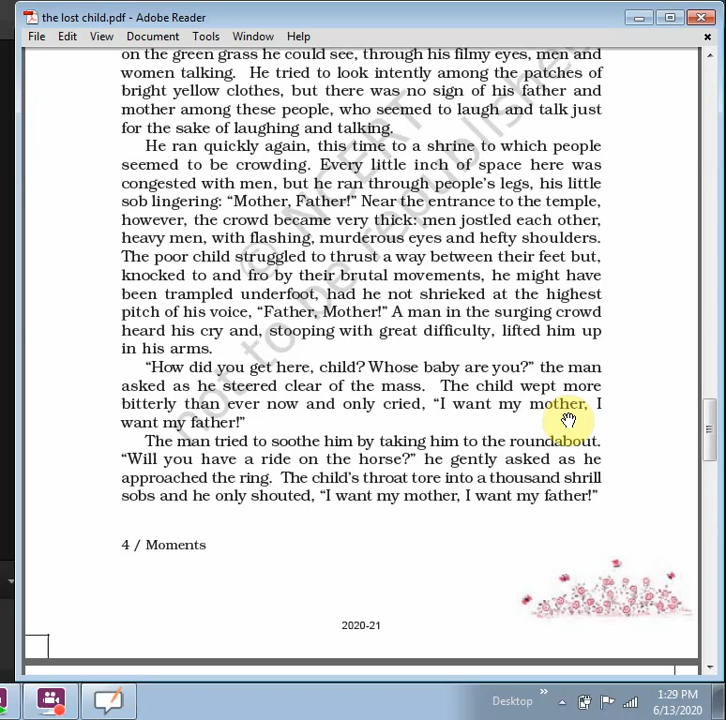 the lost child.pdf - Adobe Reader
File Edit View Document Tools Window Help
on the green grass he could see, through his filmy eyes, men and
women talking. He tried to look intently among the patches of
bright yellow clothes, but there was no sign of his father and
mother among these people, who seemed to laugh and talk just
for the sake of laughing and talking.
He ran quickly again, this time to a shrine to which people
seemed to be crowding. Every little inch of space here was
congested with men, but he ran through people's legs, his little
sob lingering: “Mother, Father!” Near the entrance to the temple,
however, the crowd became very thick: men jostled each other,
heavy men, with flashing, murderous eyes and hefty shoulders.
The poor child struggled to thrust a way between their feet but,
knocked to and fro by their brutal movements, he might have
been trampled underfoot, had he not shrieked at the highest
pitch of his voice, “Father, Mother!” A man in the surging crowd
heard his cry and, stooping with great difficulty, lifted him up
in his arms.
“How did you get here, child? Whose baby are you?” the man
asked as he steered clear of the mass. The child wept more
bitterly than ever now and only cried, “I want my mother, I
want my father!”
The man tried to soothe him by taking him to the roundabout.
“Will you have a ride on the horse?” he gently asked as he
approached the ring. The child's throat tore into a thousand shrill
sobs and he only shouted, “I want my mother, I want my father!”
4 / Moments
2020-21
© NCERT
not to be republished
Desktop
1:29 PM
6/13/2020